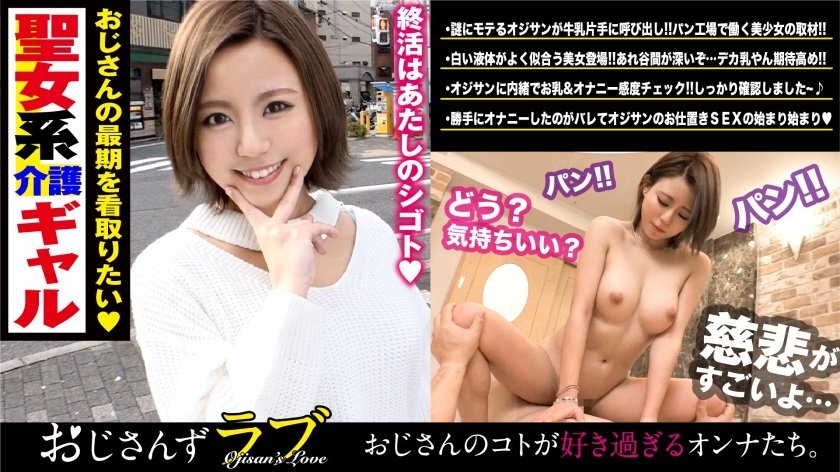 おじさんの最期を看取りたい♥
聖女系
介護
ギャル
終活はあたしのシゴト♥
・謎にモテるオジサンが牛乳片手に呼び出し!!パン工場で働く美少女の取材!!
・白い液体がよく似合う美女登場!!あれ谷間が深いぞ…デカ乳やん期待高め!!
・オジサンに内緒でお乳&オナニー感度チェック!!しっかり確認しました~♪
・勝手にオナニーしたのがバレてオジサンのお仕置きSEXの始まり始まり♥
パン!!
パン!!
どう?
気持ちいい?
慈悲が
すごいよ…
おじさんずラブ
Ojisan's Love
おじさんのコトが好き過ぎるオンナたち。